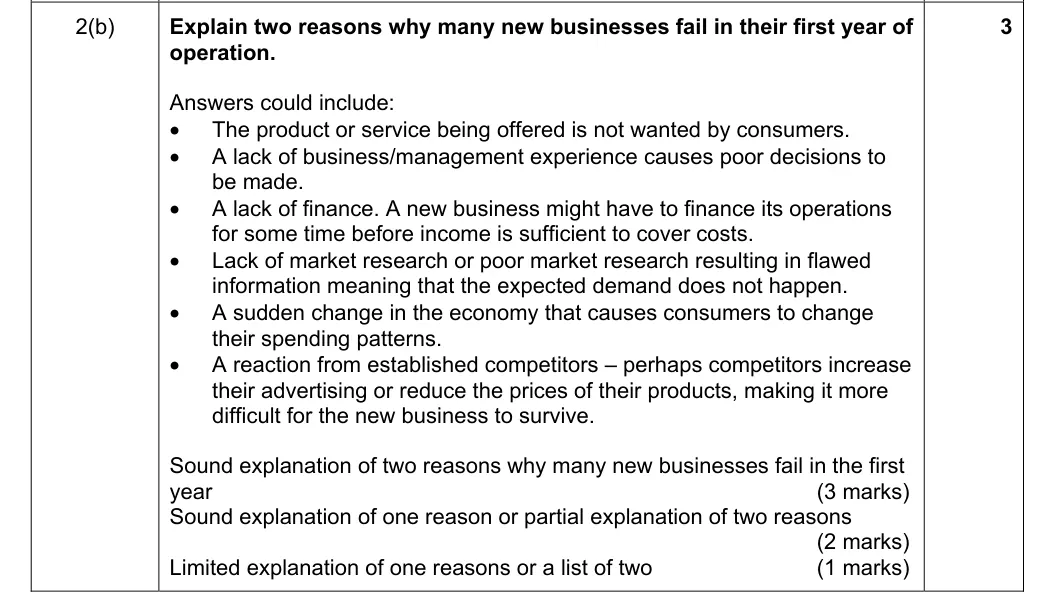 2(b)
Explain two reasons why many new businesses fail in their first year of
3
operation.
Answers could include:
• The product or service being offered is not wanted by consumers.
• A lack of business/management experience causes poor decisions to
be made.
• A lack of finance. A new business might have to finance its operations
for some time before income is sufficient to cover costs.
• Lack of market research or poor market research resulting in flawed
information meaning that the expected demand does not happen.
• A sudden change in the economy that causes consumers to change
their spending patterns.
• A reaction from established competitors – perhaps competitors increase
their advertising or reduce the prices of their products, making it more
difficult for the new business to survive.
Sound explanation of two reasons why many new businesses fail in the first
year (3 marks)
Sound explanation of one reason or partial explanation of two reasons
(2 marks)
Limited explanation of one reasons or a list of two (1 marks)